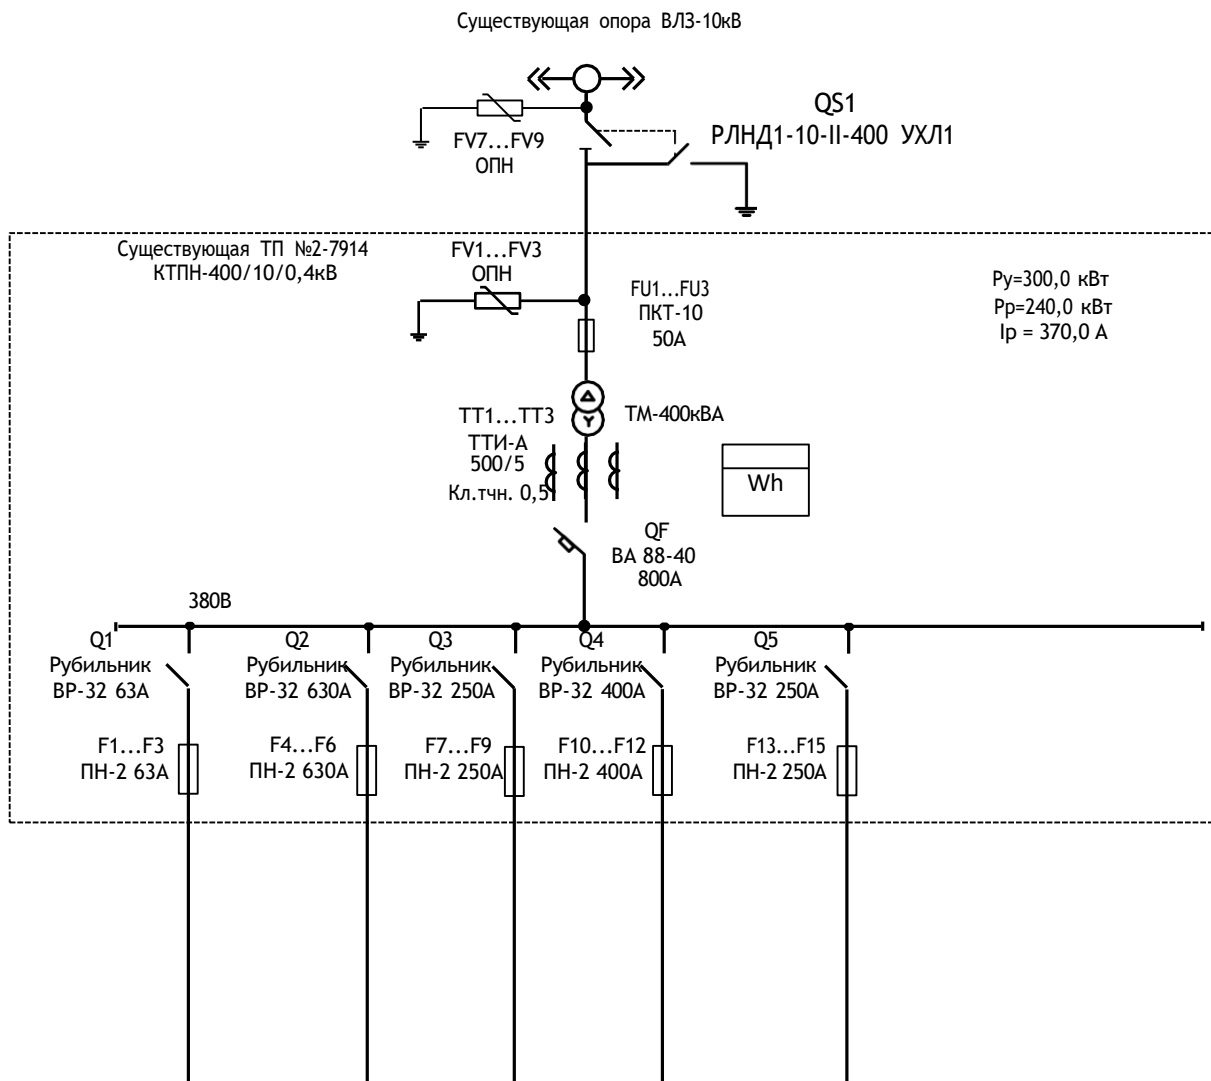 Существующая опора ВЛЗ-10кВ
QS1
РЛНД1-10-II-400 УХЛ1
FV7...FV9
ОПН
Существующая ТП №2-7914
КТПН-400/10/0,4кВ
FV1...FV3
ОПН
FU1...FU3
ПКТ-10
50А
Ру=300,0 кВт
Рр=240,0 кВт
Iр = 370,0 А
ТТ1...ТТ3
ТТИ-А
500/5
Кл.тчн. 0,5
ТМ-400кВА
Wh
QF
ВА 88-40
800А
380В
Q1
Рубильник
ВР-32 63А
Q2
Рубильник
ВР-32 630А
Q3
Рубильник
ВР-32 250А
Q4
Рубильник
ВР-32 400А
Q5
Рубильник
ВР-32 250А
F1...F3
ПН-2 63А
F4...F6
ПН-2 630А
F7...F9
ПН-2 250А
F10...F12
ПН-2 400А
F13...F15
ПН-2 250А